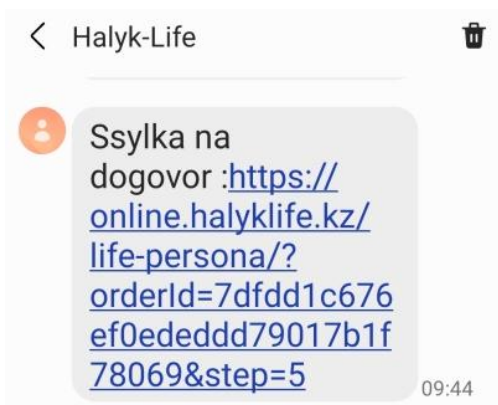 Halyk-Life
Ssylka na
dogovor :https://
online.halyklife.kz/
life-persona/?
orderId=7dfdd1c676
ef0ededdd79017b1f
78069&step=5
09:44